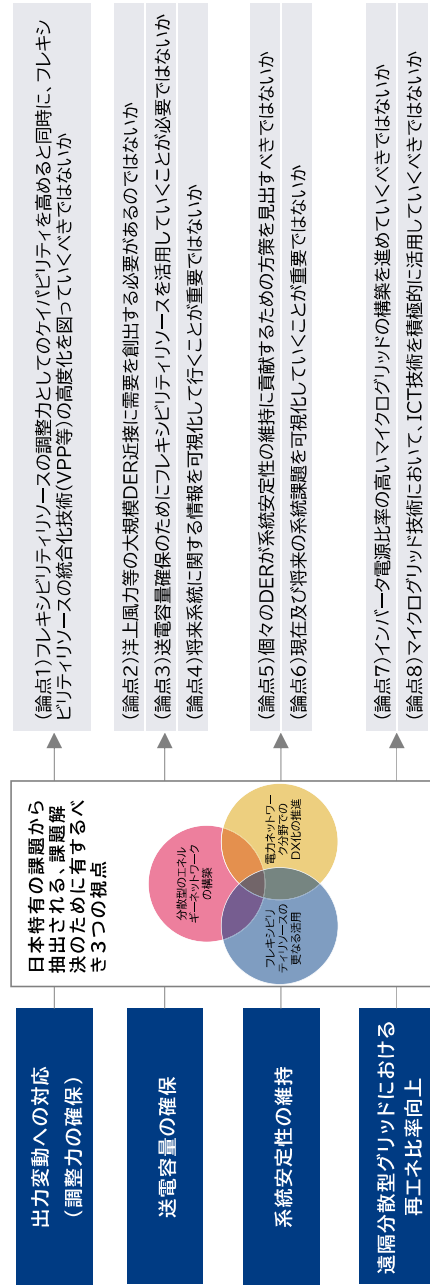 出力変動への対応
（調整力の確保）
送電容量の確保
系統安定性の維持
遠隔分散型グリッドにおける
再エネ比率向上
日本特有の課題から
抽出される、課題解
決のために有するべ
き３つの視点
分散型のエネル
ギーネットワーク
の構築
フレキシビリ
ティリソースの
更なる活用
電力ネットワー
ク分野での
DX化の推進
（論点1）フレキシビリティリソースの調整力としてのケイパビリティを高めると同時に、フレキシ
ビリティリソースの統合化技術（VPP等）の高度化を図っていくべきではないか
（論点2）洋上風力等の大規模DER近接に需要を創出する必要があるのではないか
（論点3）送電容量確保のためにフレキシビリティリソースを活用していくことが必要ではないか
（論点4）将来系統に関する情報を可視化して行くことが重要ではないか
（論点5）個々のDERが系統安定性の維持に貢献するための方策を見出すべきではないか
（論点6）現在及び将来の系統課題を可視化していくことが重要ではないか
（論点7）インバータ電源比率の高いマイクログリッドの構築を進めていくべきではないか
（論点8）マイクログリッド技術において、ICT技術を積極的に活用していくべきではないか